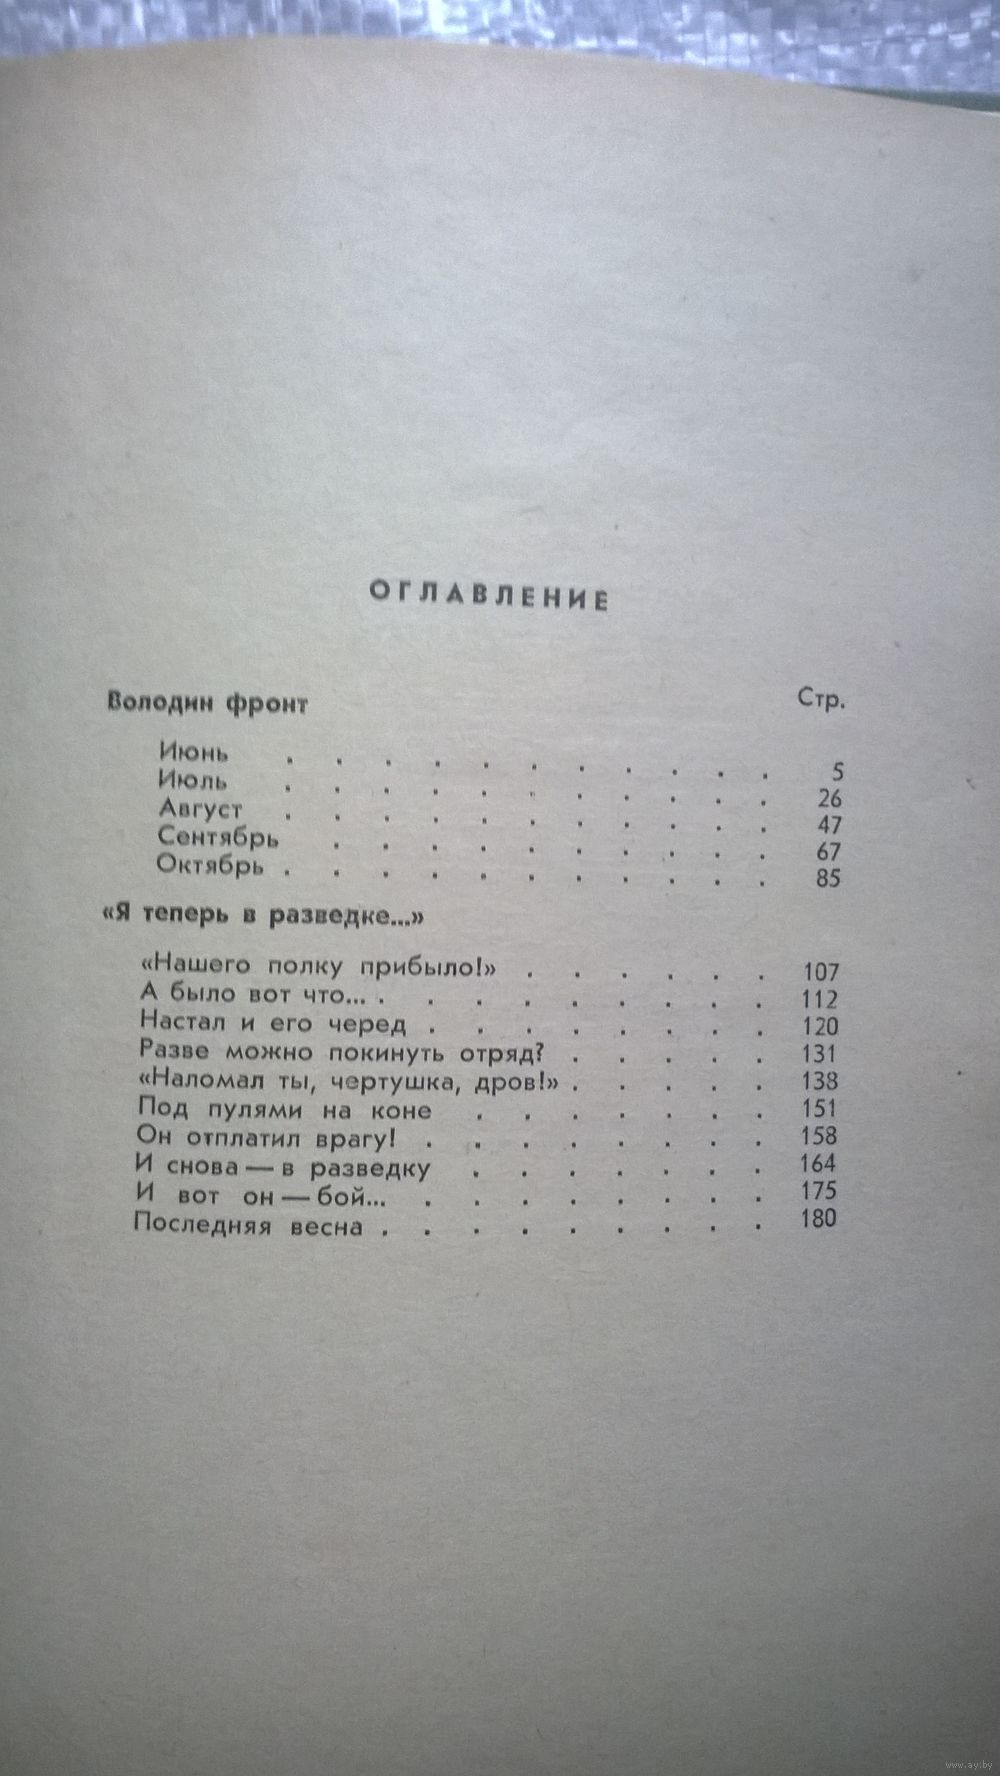 ОГЛАВЛЕНИЕ
Стр.
Володин фронт
Июнь . . . . . . . . . . . 5
Июль . . . . . . . . . . . 26
Август . . . . . . . . . . . 47
Сентябрь . . . . . . . . . . 67
Октябрь . . . . . . . . . . . 85
«Я теперь в разведке...»
«Нашего полку прибыло!» . . . . . . 107
А было вот что... . . . . . . . . . 112
Настал и его черед . . . . . . . . 120
Разве можно покинуть отряд? . . . . . 131
«Наломал ты, чертушка, дров!» . . . . . 138
Под пулями на коне . . . . . . . 151
Он отплатил врагу! . . . . . . . . 158
И снова — в разведку . . . . . . . 164
И вот он — бой... . . . . . . . . 175
Последняя весна . . . . . . . . . 180
www.ay.by